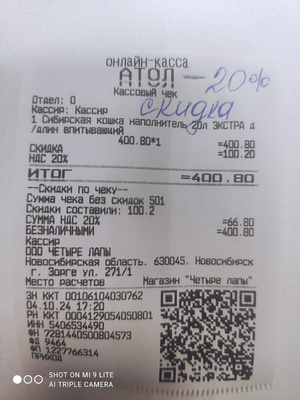 ОНЛАЙН-КАССА
АТОЛ -20%
Кассовый чек
скидка
Отдел: 0
Кассир: Кассир
1 Сибирская кошка наполнитель 20л ЭКСТРА д
/длин впитывающий
400.80*1 =400.80
СКИДКА =100.20
НДС 20%
ИТОГ =400.80
--Скидки по чеку--
Сумма чека без скидок 501
Скидки составили: 100.2
СУММА НДС 20% =66.80
БЕЗНАЛИЧНЫМИ =400.80
Кассир
ООО ЧЕТЫРЕ ЛАПЫ
Новосибирская область. 630045. Новосибирск
г. Зорге ул. 271/1
Место расчетов Магазин "Четыре лапы"
ЗН ККТ 00106104030762
04.10.24 17:20
РН ККТ 0004129054050801
ИНН 5406534490
ФН 7281440500804573
ФД 9464
ФП 1227766314
ПРИХОД
SHOT ON MI 9 LITE
AI TRIPLE CAMERA